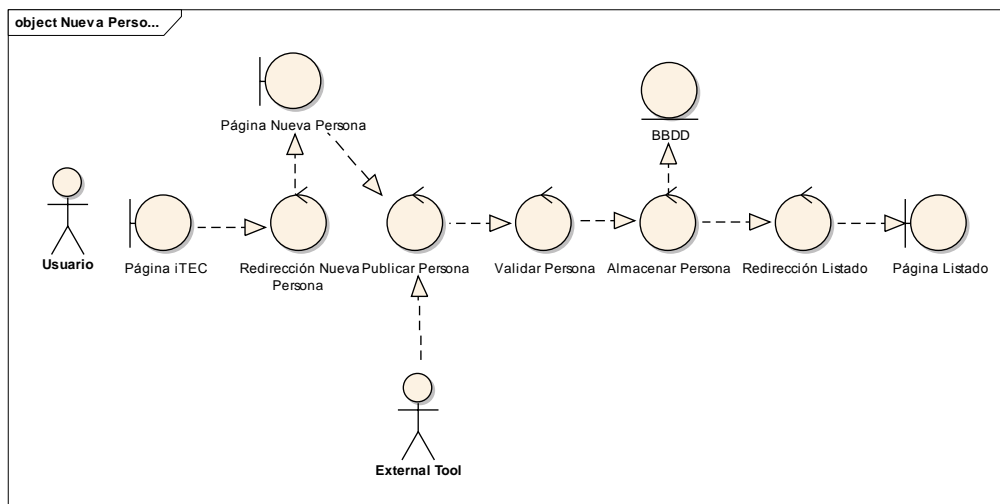 object Nueva Perso...
Página Nueva Persona
BBDD
Usuario
Página iTEC
Redirección Nueva
Persona
Publicar Persona
Validar Persona
Almacenar Persona
Redirección Listado
Página Listado
External Tool